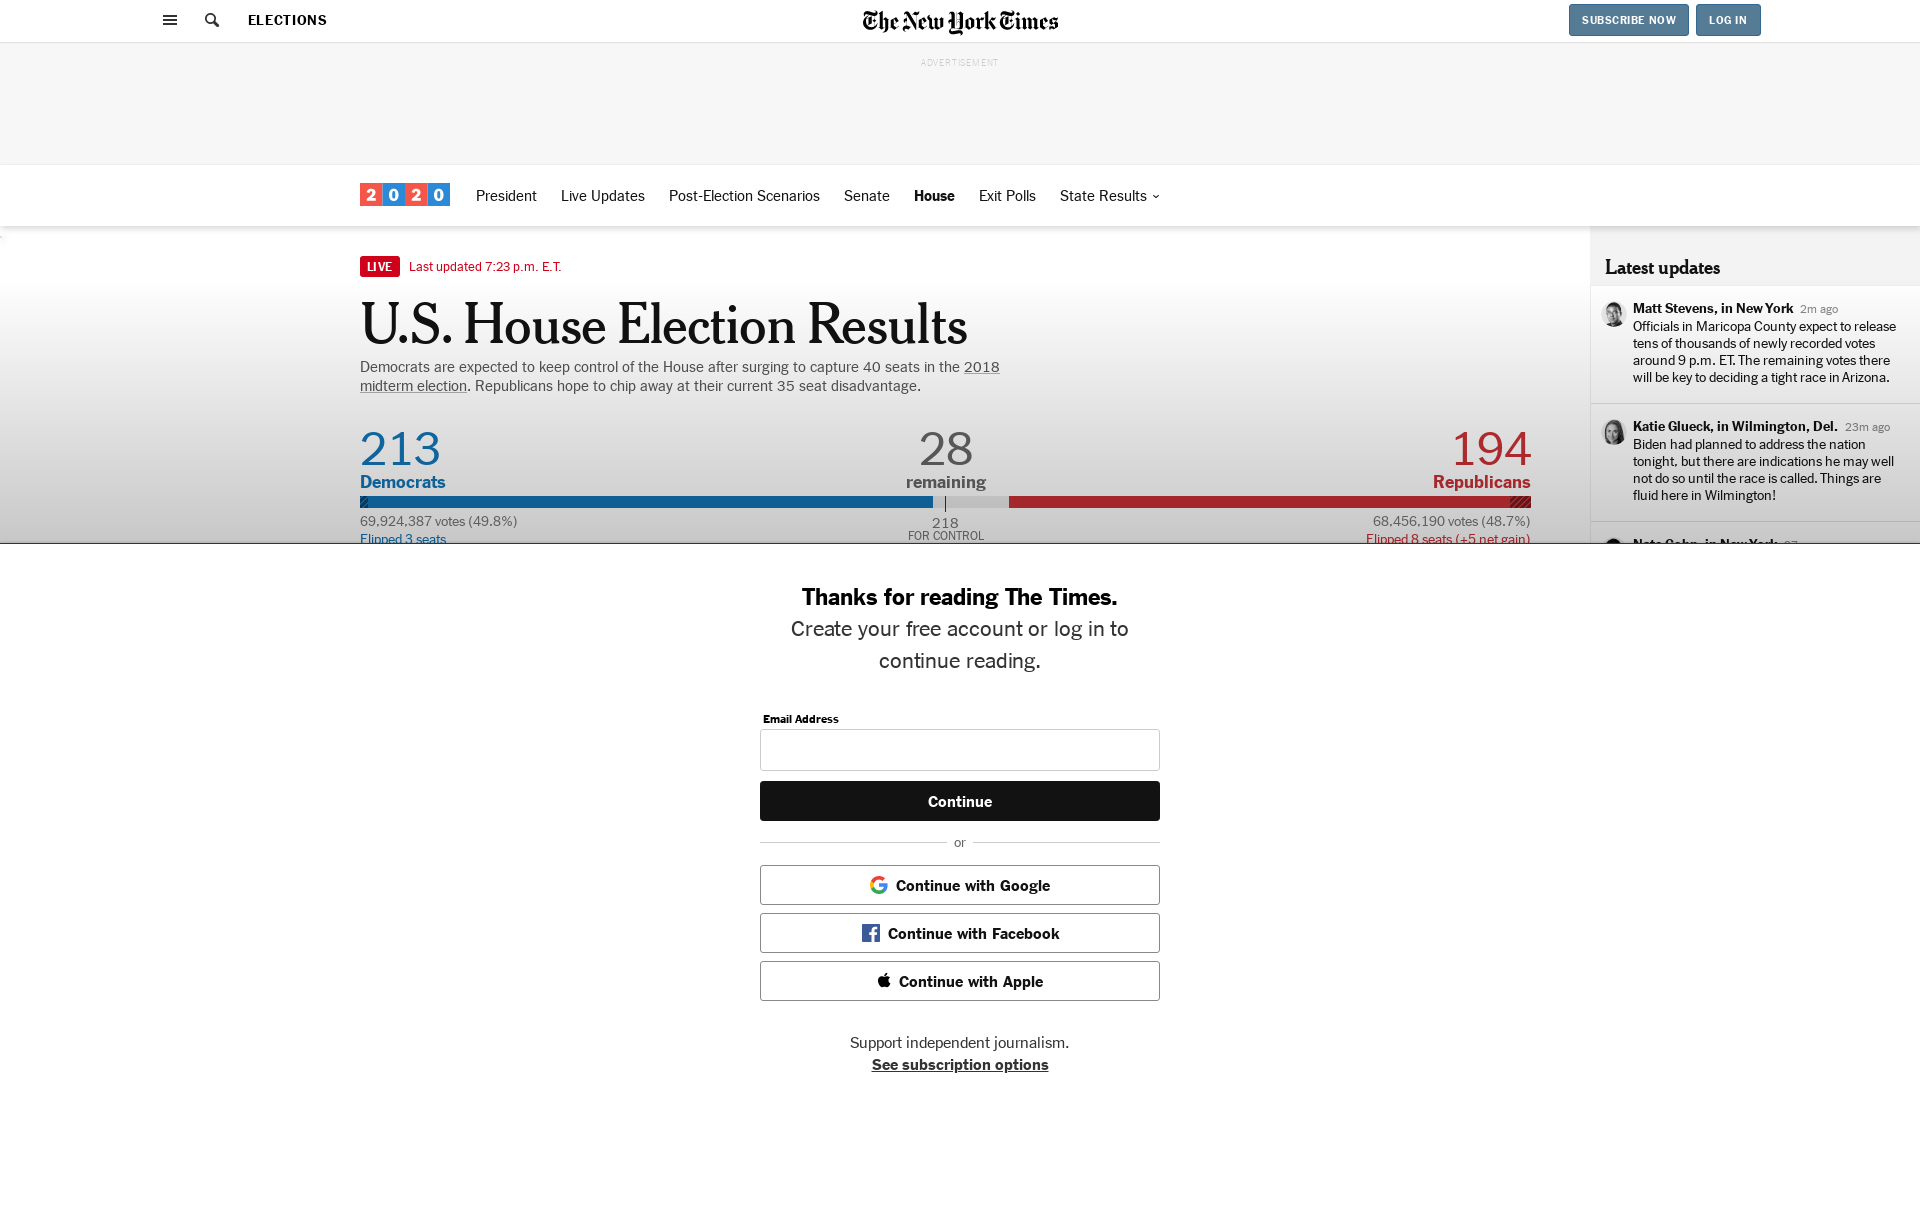 ELECTIONS
The New York Times
SUBSCRIBE NOW
LOG IN
ADVERTISEMENT
2020
President
Live Updates
Post-Election Scenarios
Senate
House
Exit Polls
State Results
LIVE
Last updated 7:23 p.m. E.T.
U.S. House Election Results
Democrats are expected to keep control of the House after surging to capture 40 seats in the 2018
midterm election. Republicans hope to chip away at their current 35 seat disadvantage.
213
28
194
Democrats
remaining
Republicans
69,924,387 votes (49.8%)
218
68,456,190 votes (48.7%)
Flipped 3 seats
FOR CONTROL
Flipped 8 seats (+5 net gain)
Latest updates
Matt Stevens, in New York 2m ago
Officials in Maricopa County expect to release
tens of thousands of newly recorded votes
around 9 p.m. ET. The remaining votes there
will be key to deciding a tight race in Arizona.
Katie Glueck, in Wilmington, Del. 23m ago
Biden had planned to address the nation
tonight, but there are indications he may well
not do so until the race is called. Things are
fluid here in Wilmington!
Thanks for reading The Times.
Create your free account or log in to
continue reading.
Email Address
Continue
or
Continue with Google
Continue with Facebook
Continue with Apple
Support independent journalism.
See subscription options